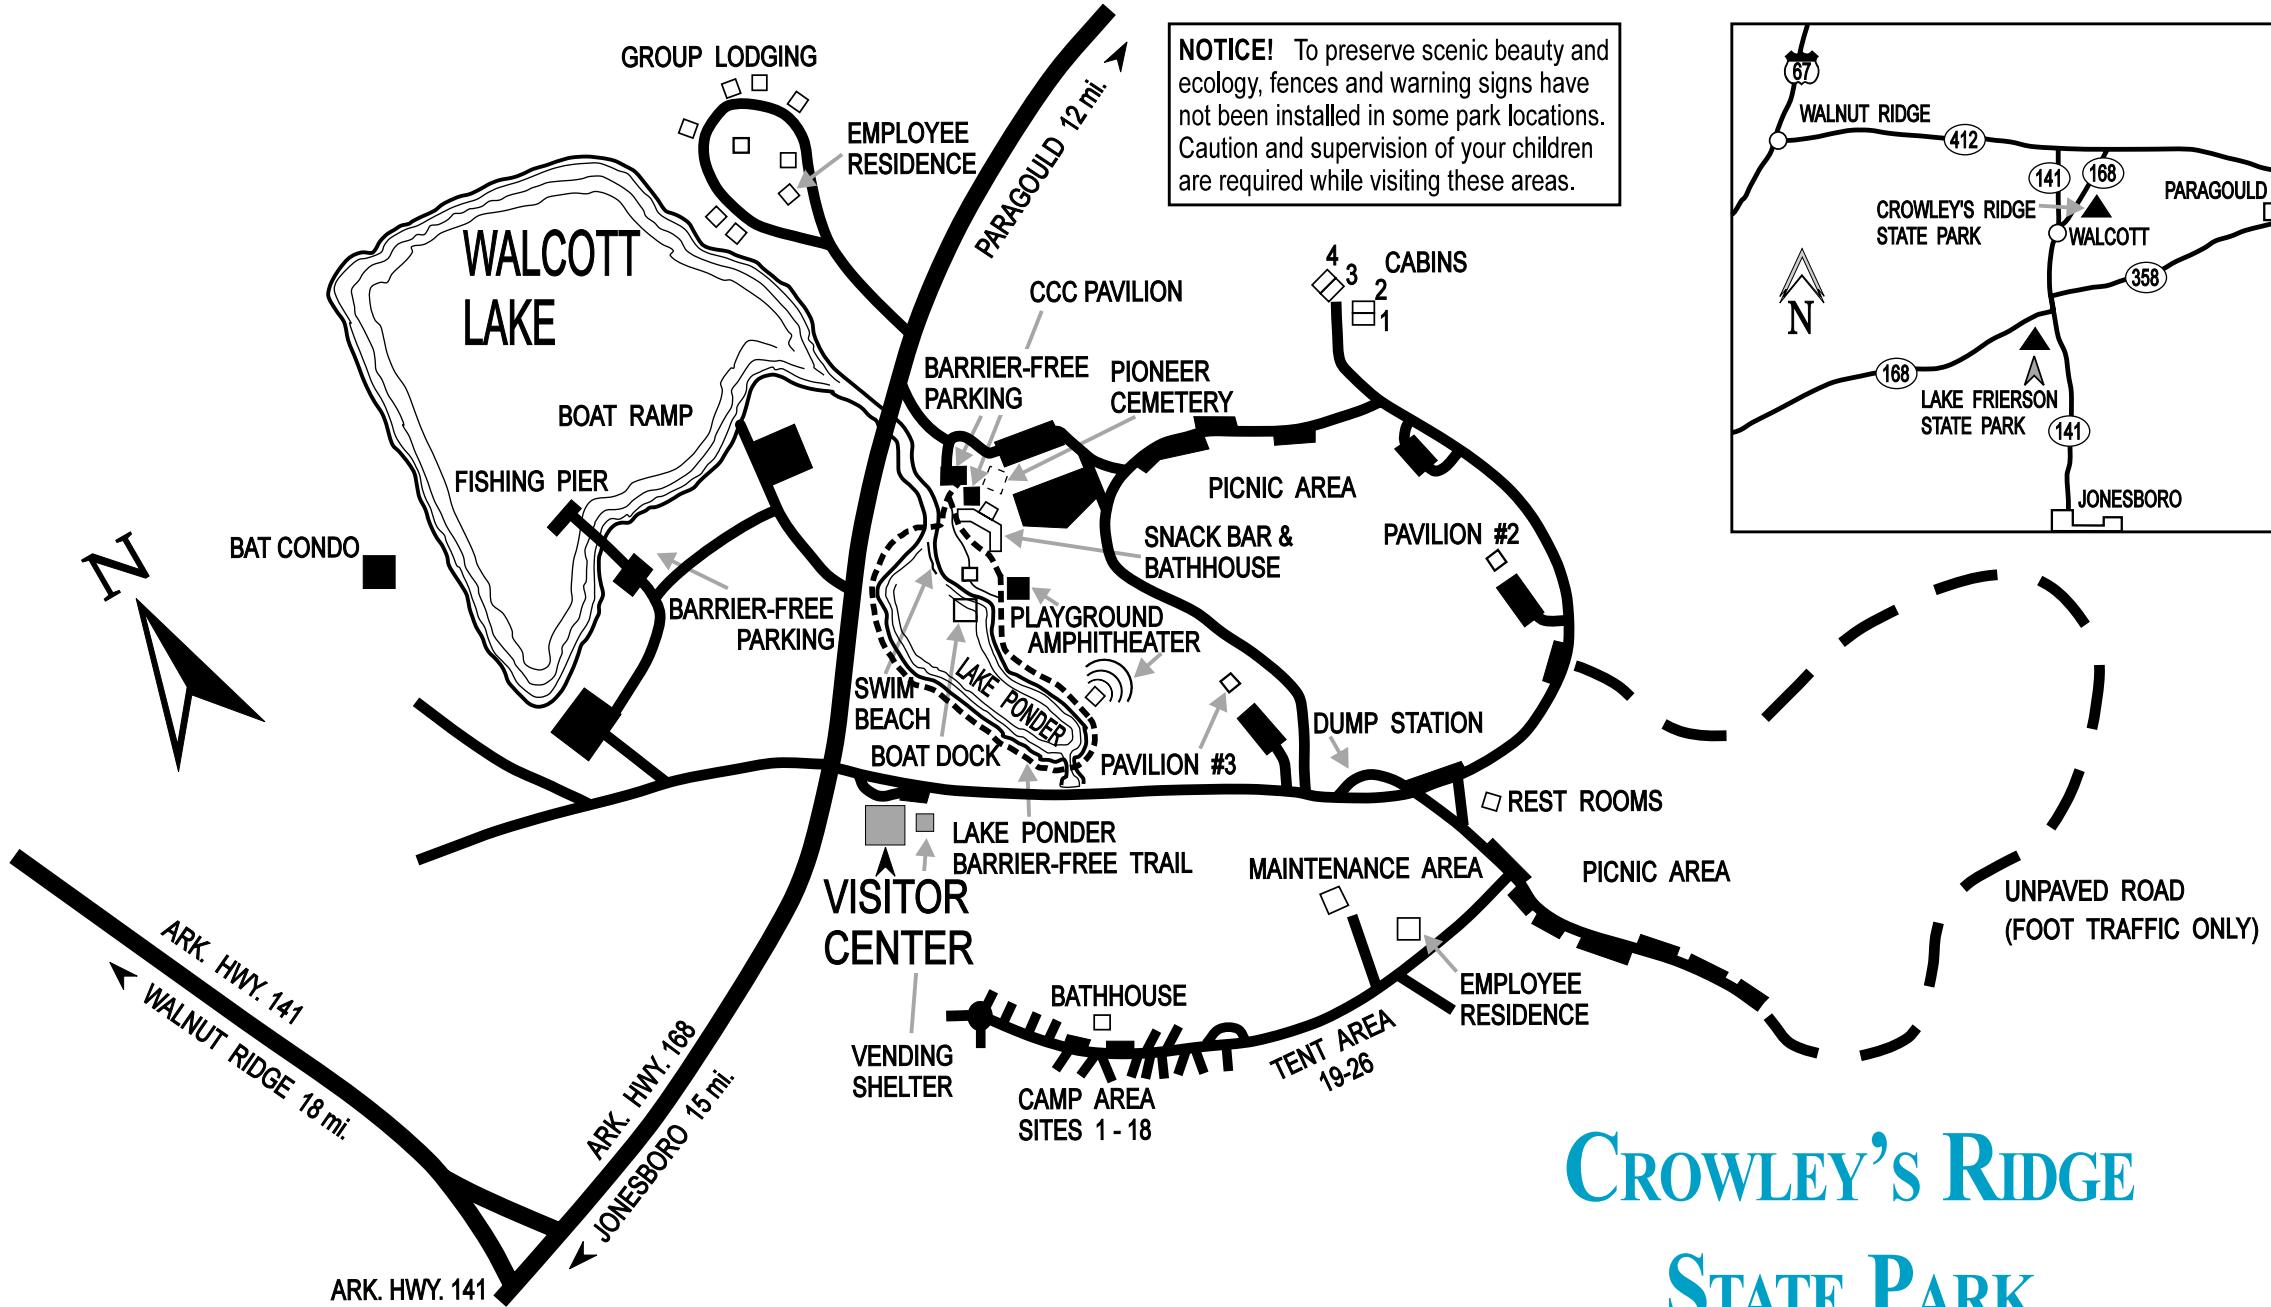 GROUP LODGING
EMPLOYEE
RESIDENCE
PARAGOULD 12 mi.
NOTICE! To preserve scenic beauty and
ecology, fences and warning signs have
not been installed in some park locations.
Caution and supervision of your children
are required while visiting these areas.
67
WALNUT RIDGE
412
141
168
PARAGOULD
CROWLEY'S RIDGE
STATE PARK
WALCOTT
358
N
168
LAKE FRIERSON
STATE PARK
141
JONESBORO
WALCOTT
LAKE
CCC PAVILION
4
3
CABINS
2
1
BARRIER-FREE
PARKING
PIONEER
CEMETERY
BOAT RAMP
FISHING PIER
PICNIC AREA
BAT CONDO
N
SNACK BAR &
BATHHOUSE
PAVILION #2
BARRIER-FREE
PARKING
PLAYGROUND
AMPHITHEATER
SWIM
BEACH
LAKE PONDER
BOAT DOCK
PAVILION #3
DUMP STATION
REST ROOMS
LAKE PONDER
BARRIER-FREE TRAIL
VISITOR
CENTER
MAINTENANCE AREA
PICNIC AREA
UNPAVED ROAD
(FOOT TRAFFIC ONLY)
ARK. HWY. 141
WALNUT RIDGE 18 mi.
BATHHOUSE
EMPLOYEE
RESIDENCE
VENDING
SHELTER
TENT AREA
19-26
CAMP AREA
SITES 1 - 18
ARK. HWY. 168
JONESBORO 15 mi.
ARK. HWY. 141
CROWLEY'S RIDGE
STATE PARK